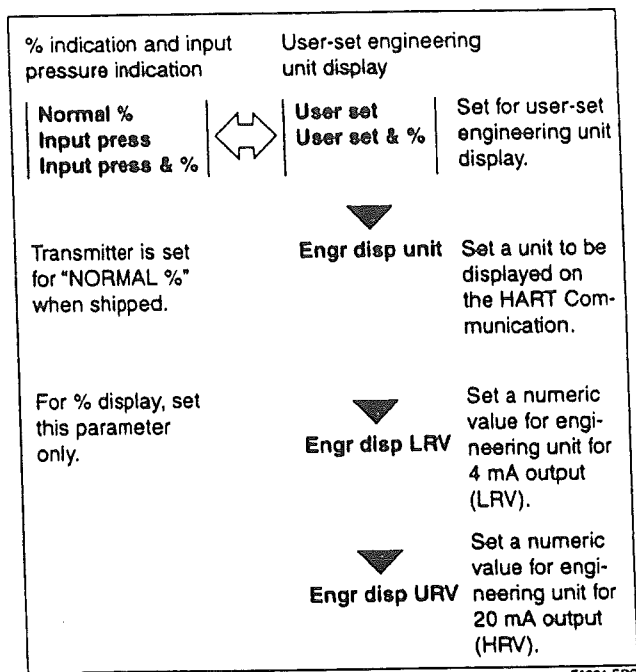 % indication and input
pressure indication
User-set engineering
unit display
Normal %
Input press
Input press & %
User set
User set & %
Set for user-set
engineering unit
display.
Transmitter is set
for "NORMAL %"
when shipped.
Engr disp unit
Set a unit to be
displayed on
the HART Com-
munication.
For % display, set
this parameter
only.
Engr disp LRV
Set a numeric
value for engi-
neering unit for
4 mA output
(LRV).
Engr disp URV
Set a numeric
value for engi-
neering unit for
20 mA output
(HRV).